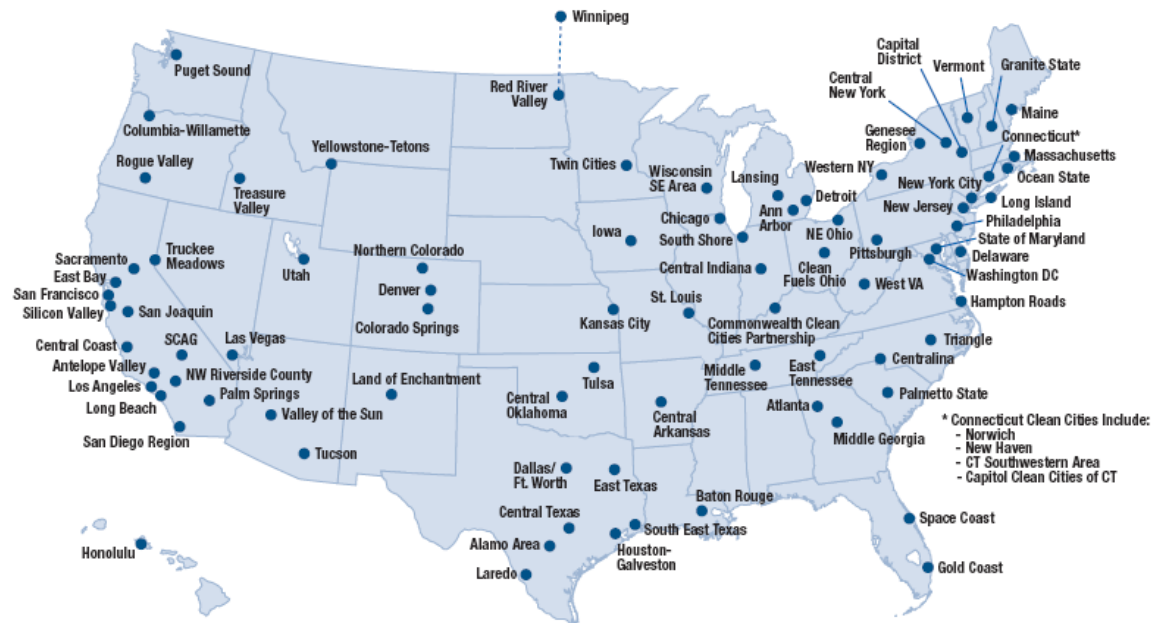 Winnipeg
Puget Sound
Red River
Valley
Columbia-Willamette
Rogue Valley
Yellowstone-Tetons
Treasure
Valley
Twin Cities
Wisconsin
SE Area
Lansing
Ann
Arbor
Detroit
Western NY
Genesee
Region
Central
New York
Capital
District
Vermont
Granite State
Maine
Connecticut*
Massachusetts
Ocean State
New York City
Long Island
New Jersey
Philadelphia
State of Maryland
Delaware
Washington DC
Pittsburgh
Hampton Roads
West VA
NE Ohio
Clean
Fuels Ohio
Chicago
South Shore
Central Indiana
Iowa
St. Louis
Kansas City
Commonwealth Clean
Cities Partnership
Northern Colorado
Denver
Colorado Springs
Utah
Truckee
Meadows
Sacramento
East Bay
San Francisco
Silicon Valley
San Joaquin
Central Coast
SCAG
Las Vegas
Antelope Valley
Los Angeles
NW Riverside County
Palm Springs
Long Beach
San Diego Region
Valley of the Sun
Tucson
Land of Enchantment
Tulsa
Central
Oklahoma
Central
Arkansas
Middle
Tennessee
East
Tennessee
Triangle
Centralina
Palmetto State
Atlanta
Middle Georgia
* Connecticut Clean Cities Include:
- Norwich
- New Haven
- CT Southwestern Area
- Capitol Clean Cities of CT
Dallas/
Ft. Worth
East Texas
Central Texas
Alamo Area
Laredo
Houston-
Galveston
South East Texas
Baton Rouge
Space Coast
Gold Coast
Honolulu